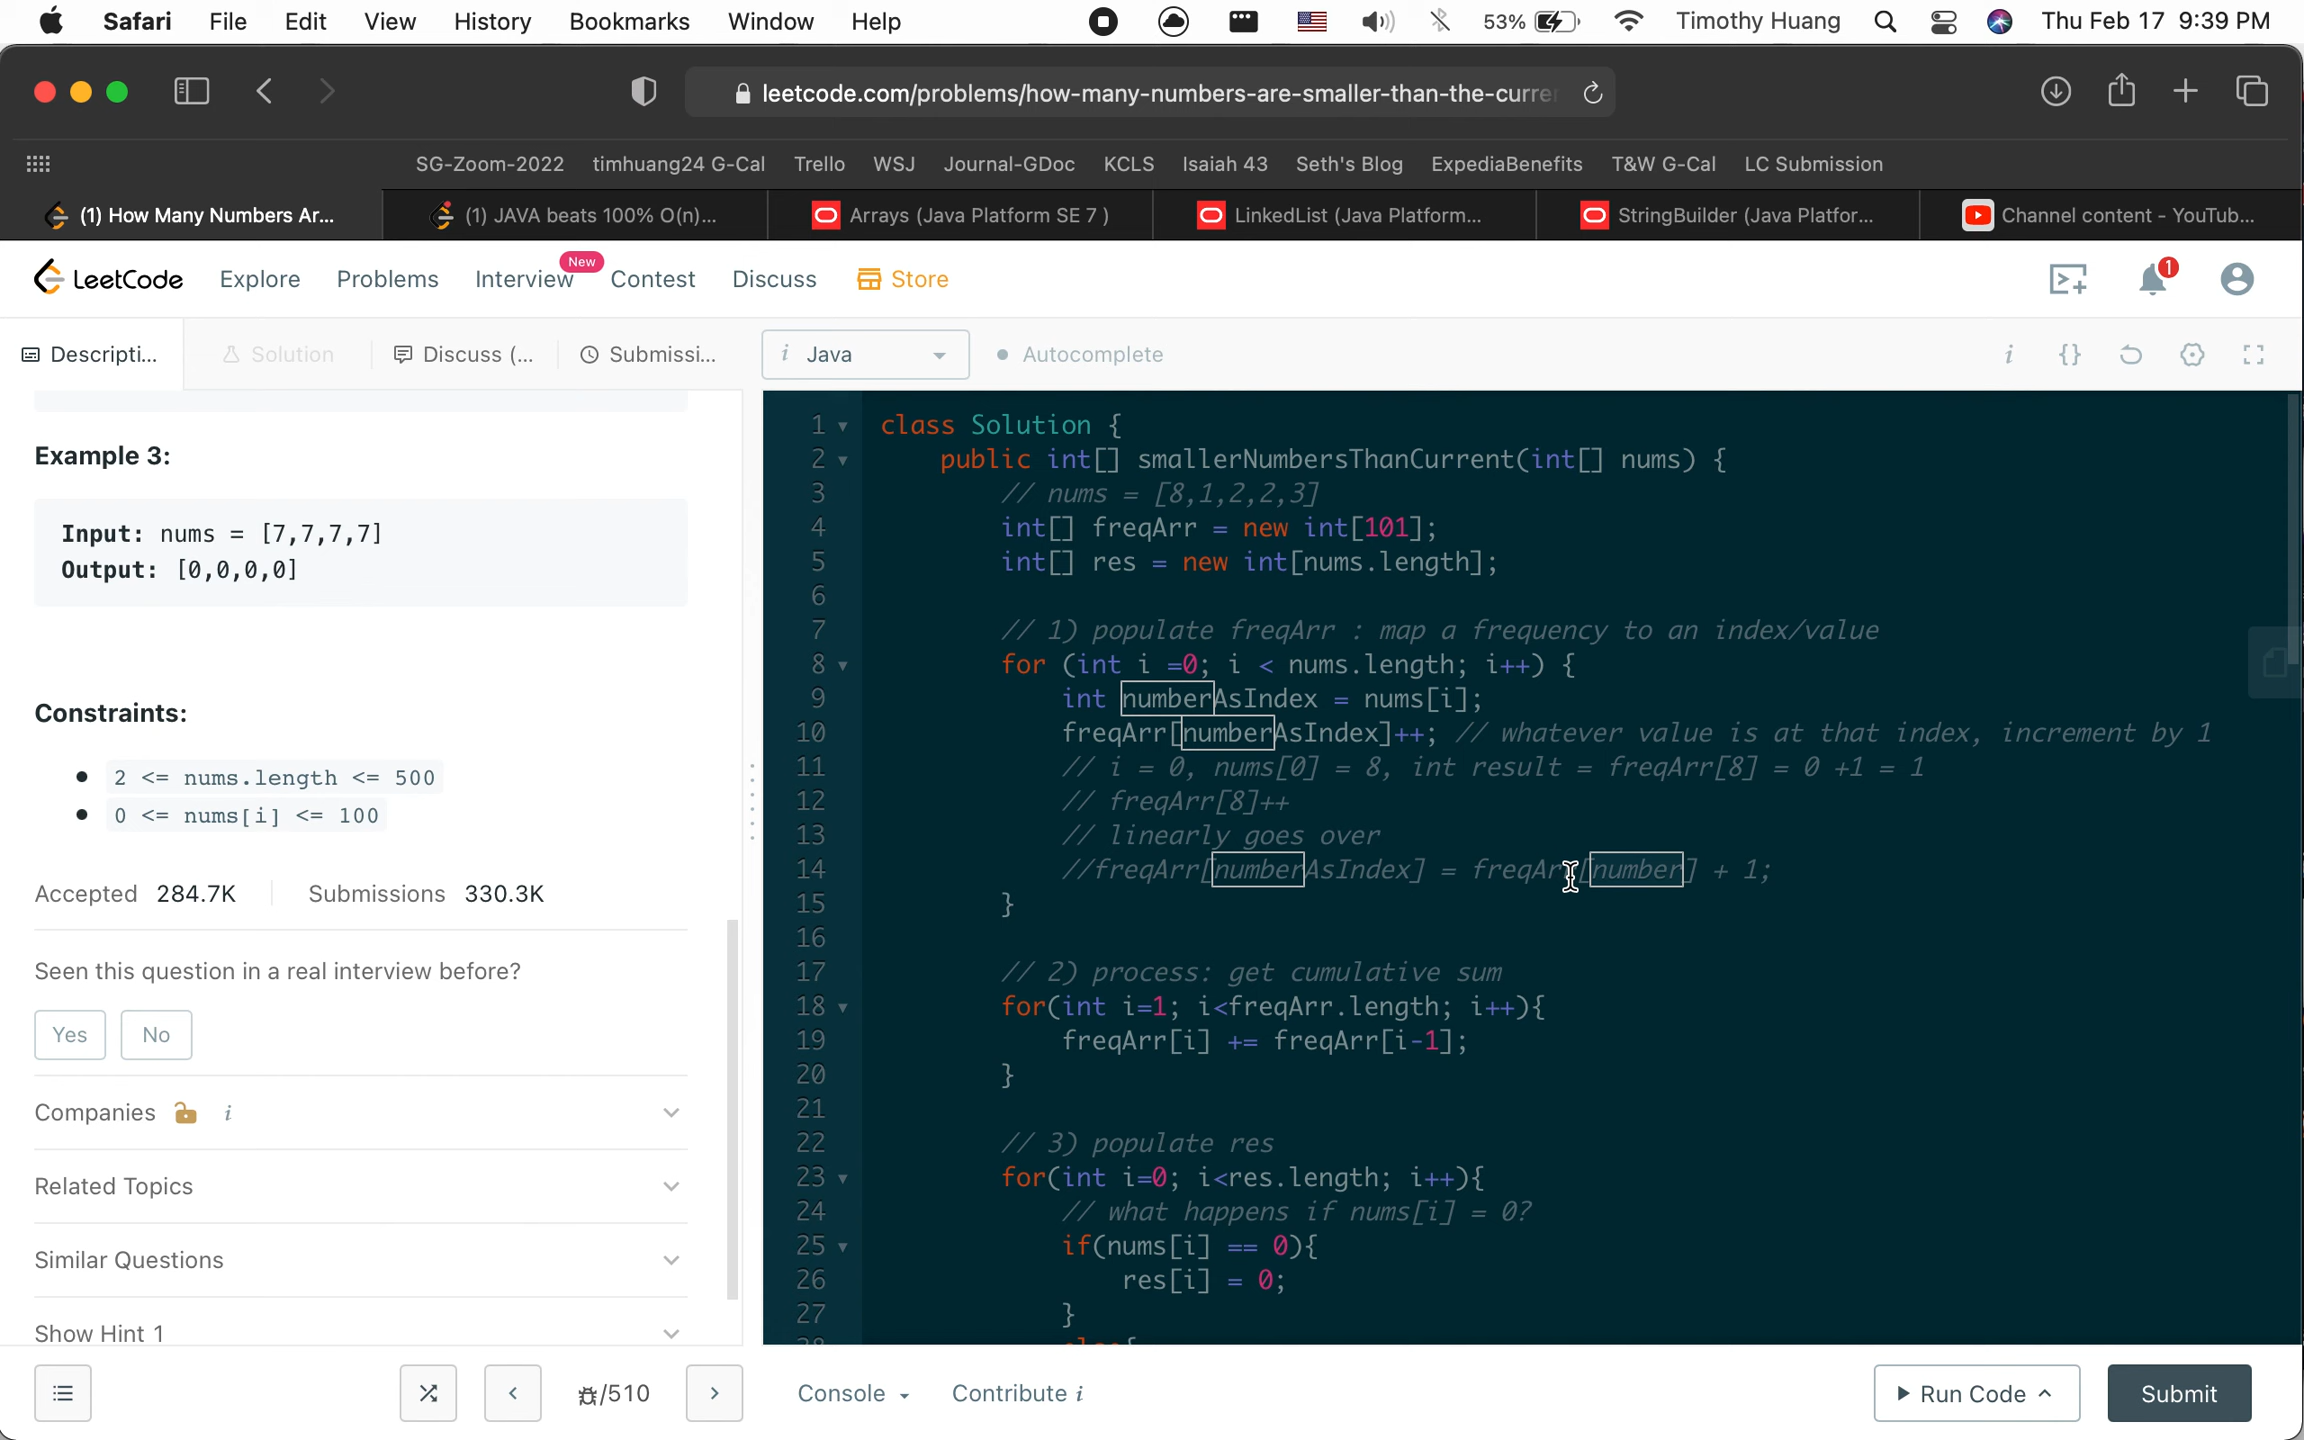 Safari File Edit View History Bookmarks Window Help 53% Timothy Huang Thu Feb 17 9:39 PM
leetcode.com/problems/how-many-numbers-are-smaller-than-the-curre
SG-Zoom-2022 timhuang24 G-Cal Trello WSJ Journal-GDoc KCLS Isaiah 43 Seth's Blog ExpediaBenefits T&W G-Cal LC Submission
(1) How Many Numbers Ar... (1) JAVA beats 100% O(n)... Arrays (Java Platform SE 7 ) LinkedList (Java Platform... StringBuilder (Java Platfor... Channel content - YouTub...
LeetCode Explore Problems Interview New Contest Discuss Store 1
Descripti... Solution Discuss (... Submissi... i Java Autocomplete i {}
Example 3:
Input: nums = [7,7,7,7]
Output: [0,0,0,0]
Constraints:
2 <= nums.length <= 500
0 <= nums[i] <= 100
Accepted 284.7K Submissions 330.3K
Seen this question in a real interview before?
Yes No
Companies i
Related Topics
Similar Questions
Show Hint 1
1 class Solution {
2 public int[] smallerNumbersThanCurrent(int[] nums) {
3 // nums = [8,1,2,2,3]
4 int[] freqArr = new int[101];
5 int[] res = new int[nums.length];
6
7 // 1) populate freqArr : map a frequency to an index/value
8 for (int i =0; i < nums.length; i++) {
9 int numberAsIndex = nums[i];
10 freqArr[numberAsIndex]++; // whatever value is at that index, increment by 1
11 // i = 0, nums[0] = 8, int result = freqArr[8] = 0 +1 = 1
12 // freqArr[8]++
13 // linearly goes over
14 //freqArr[numberAsIndex] = freqArr[number] + 1;
15 }
16
17 // 2) process: get cumulative sum
18 for(int i=1; i<freqArr.length; i++){
19 freqArr[i] += freqArr[i-1];
20 }
21
22 // 3) populate res
23 for(int i=0; i<res.length; i++){
24 // what happens if nums[i] = 0?
25 if(nums[i] == 0){
26 res[i] = 0;
27 }
28 else{
/510 Console Contribute i Run Code Submit